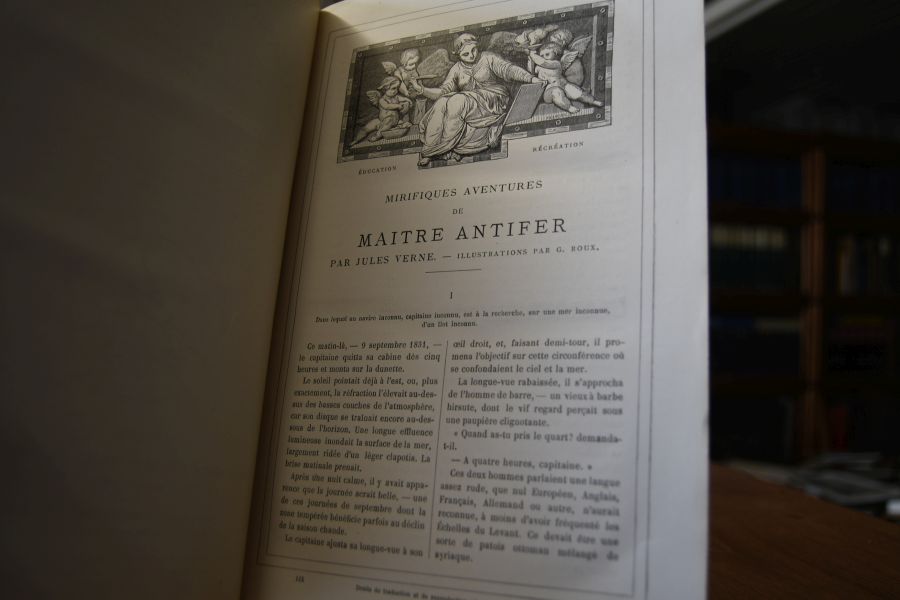 ÉDUCATION
RÉCRÉATION
MIRIFIQUES AVENTURES
DE
MAITRE ANTIFER
PAR JULES VERNE. — ILLUSTRATIONS PAR G. ROUX.
I
Dans lequel un navire inconnu, capitaine inconnu, est à la recherche, sur une mer inconnue,
d'un îlot inconnu.
Ce matin-là, — 9 septembre 1831, —
le capitaine quitta sa cabine dès cinq
heures et monta sur la dunette.
Le soleil pointait déjà à l'est, ou, plus
exactement, la réfraction l'élevait au-des-
sus des basses couches de l'atmosphère,
car son disque se traînait encore au-des-
sous de l'horizon. Une longue effluence
lumineuse inondait la surface de la mer,
largement ridée d'un léger clapotis. La
brise matinale prenait.
Après une nuit calme, il y avait appa-
rence que la journée serait belle, — une
de ces journées de septembre dont la
zone tempérée bénéficie parfois au déclin
de la saison chaude.
Le capitaine ajusta sa longue-vue à son
œil droit, et, faisant demi-tour, il pro-
mena l'objectif sur cette circonférence où
se confondaient le ciel et la mer.
La longue-vue rabaissée, il s'approcha
de l'homme de barre, — un vieux à barbe
hirsute, dont le vif regard perçait sous
une paupière clignotante.
« Quand as-tu pris le quart? demanda-
t-il.
— A quatre heures, capitaine. »
Ces deux hommes parlaient une langue
assez rude, que nul Européen, Anglais,
Français, Allemand ou autre, n'aurait
reconnue, à moins d'avoir fréquenté les
Échelles du Levant. Ce devait être une
sorte de patois ottoman mélangé de
syriaque.
Droits de traduction et de reproduction